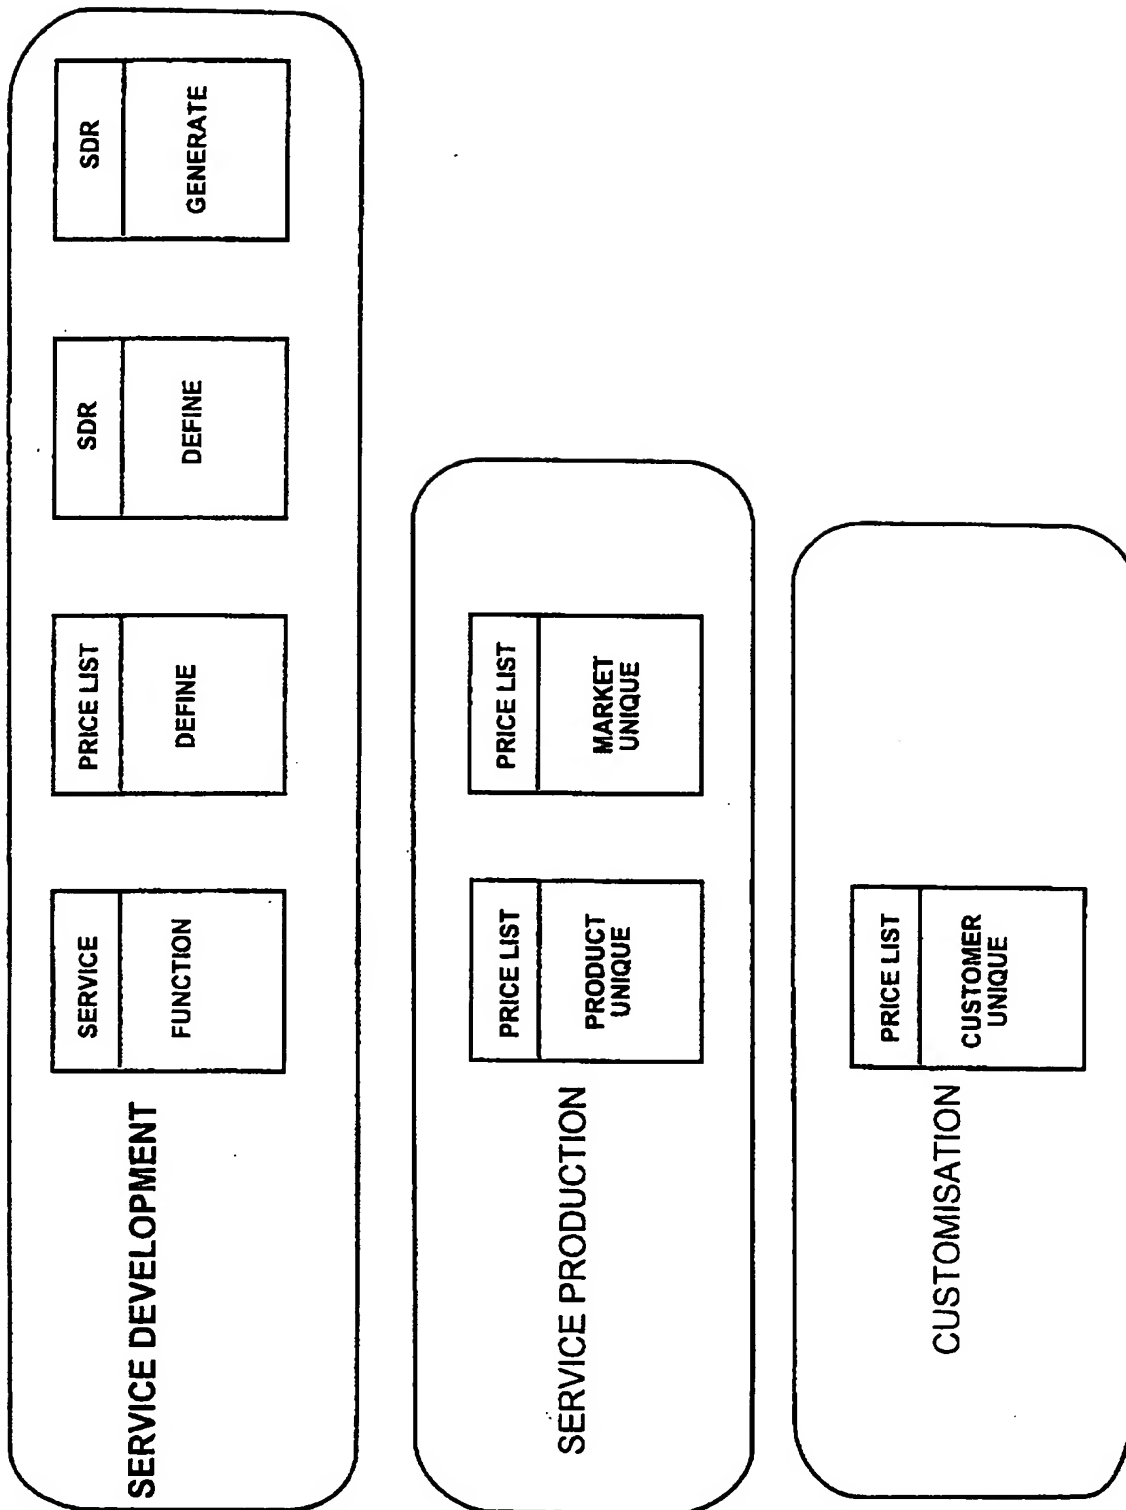 SERVICE DEVELOPMENT
SERVICE
FUNCTION
PRICE LIST
DEFINE
SDR
DEFINE
SDR
GENERATE
SERVICE PRODUCTION
PRICE LIST
PRODUCT
UNIQUE
PRICE LIST
MARKET
UNIQUE
CUSTOMISATION
PRICE LIST
CUSTOMER
UNIQUE